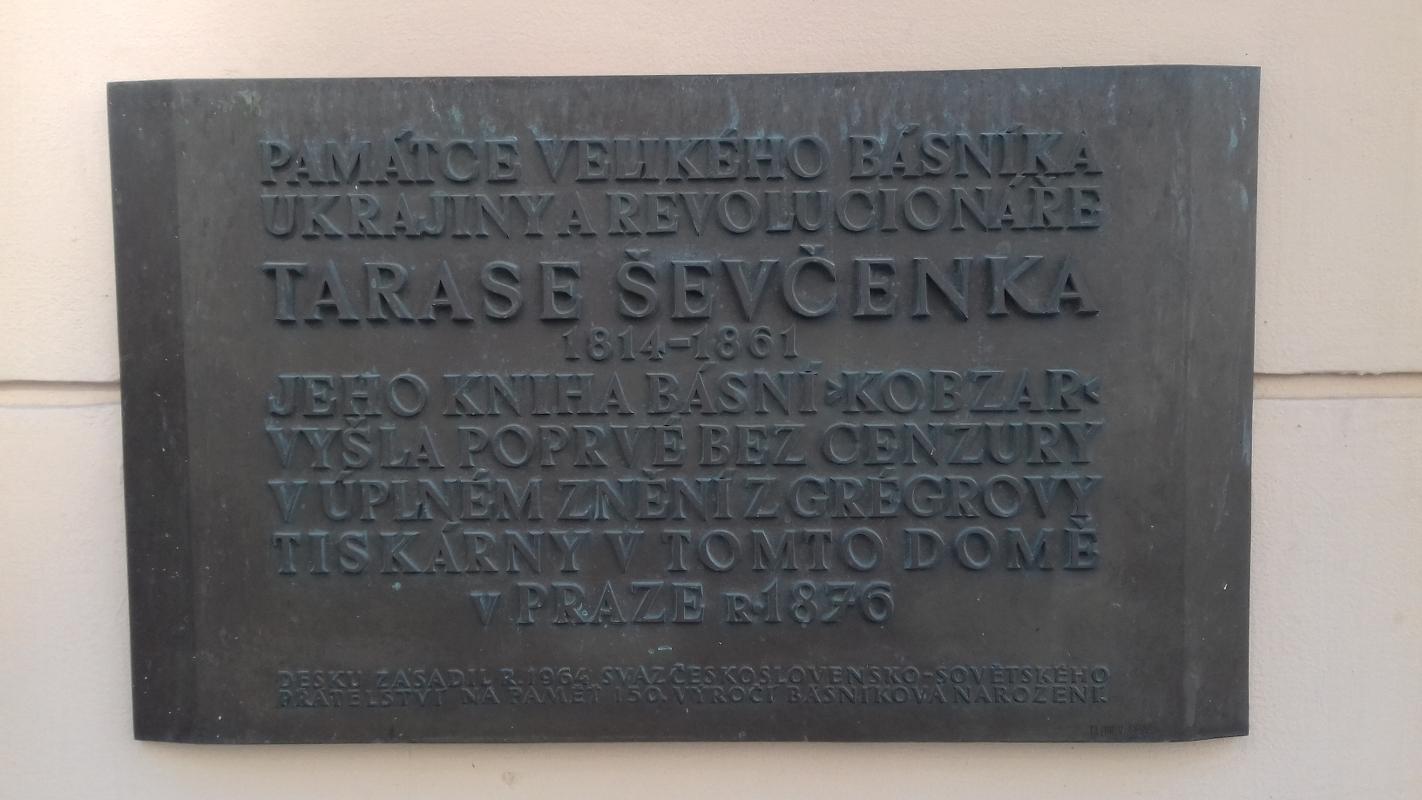 PAMÁTCE VELIKÉHO BÁSNÍKA
UKRAJINY A REVOLUCIONÁŘE
TARASE ŠEVČENKA
1814-1861
JEHO KNIHA BÁSNÍ ›KOBZAR‹
VYŠLA POPRVÉ BEZ CENZURY
V ÚPLNÉM ZNĚNÍ Z GRÉGROVY
TISKÁRNY V TOMTO DOMĚ
V PRAZE R.1876
DESKU ZASADIL R. 1964 SVAZ ČESKOSLOVENSKO-SOVĚTSKÉHO
PŘÁTELSTVÍ NA PAMĚT 150. VÝROČÍ BÁSNÍKOVA NAROZENÍ.